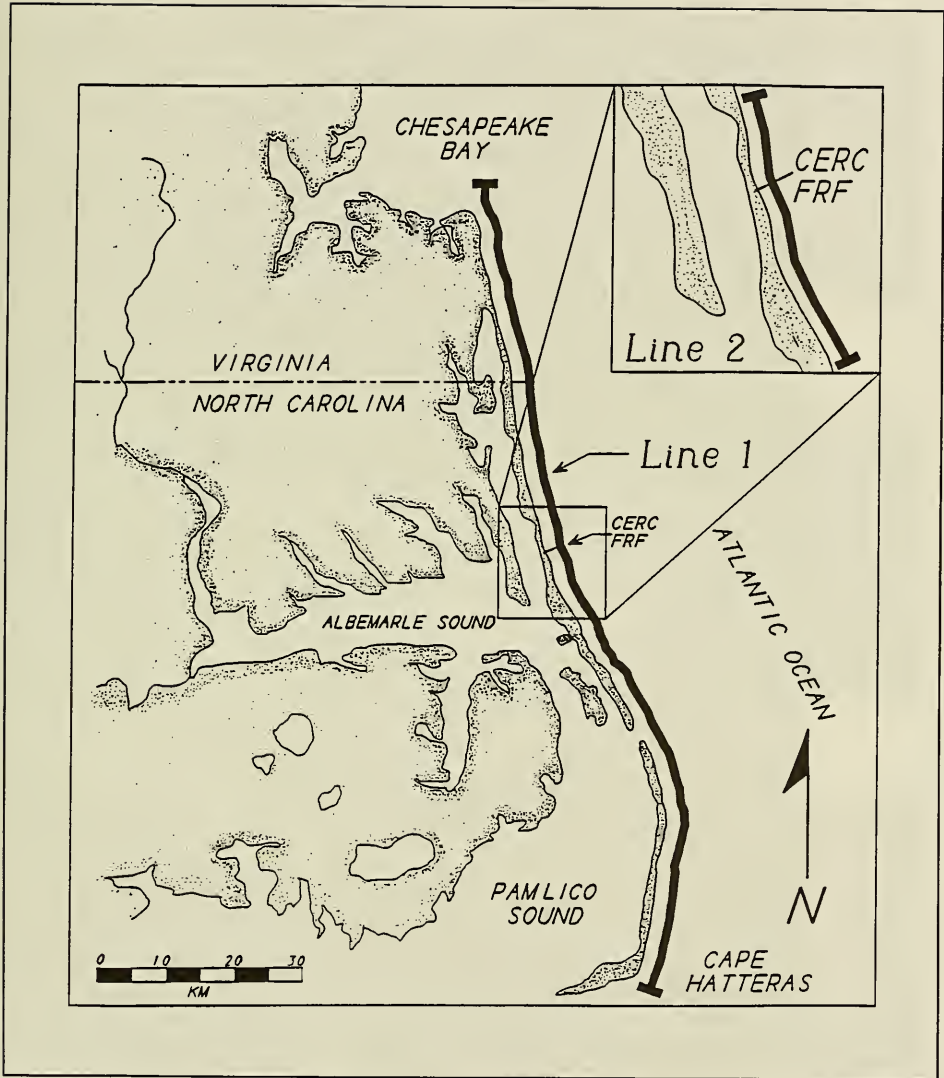 CHESAPEAKE
BAY
CERC
FRF
Line 2
VIRGINIA
NORTH CAROLINA
Line 1
CERC
FRF
ATLANTIC OCEAN
ALBEMARLE SOUND
PAMLICO
SOUND
N
0 10 20 30
KM
CAPE
HATTERAS